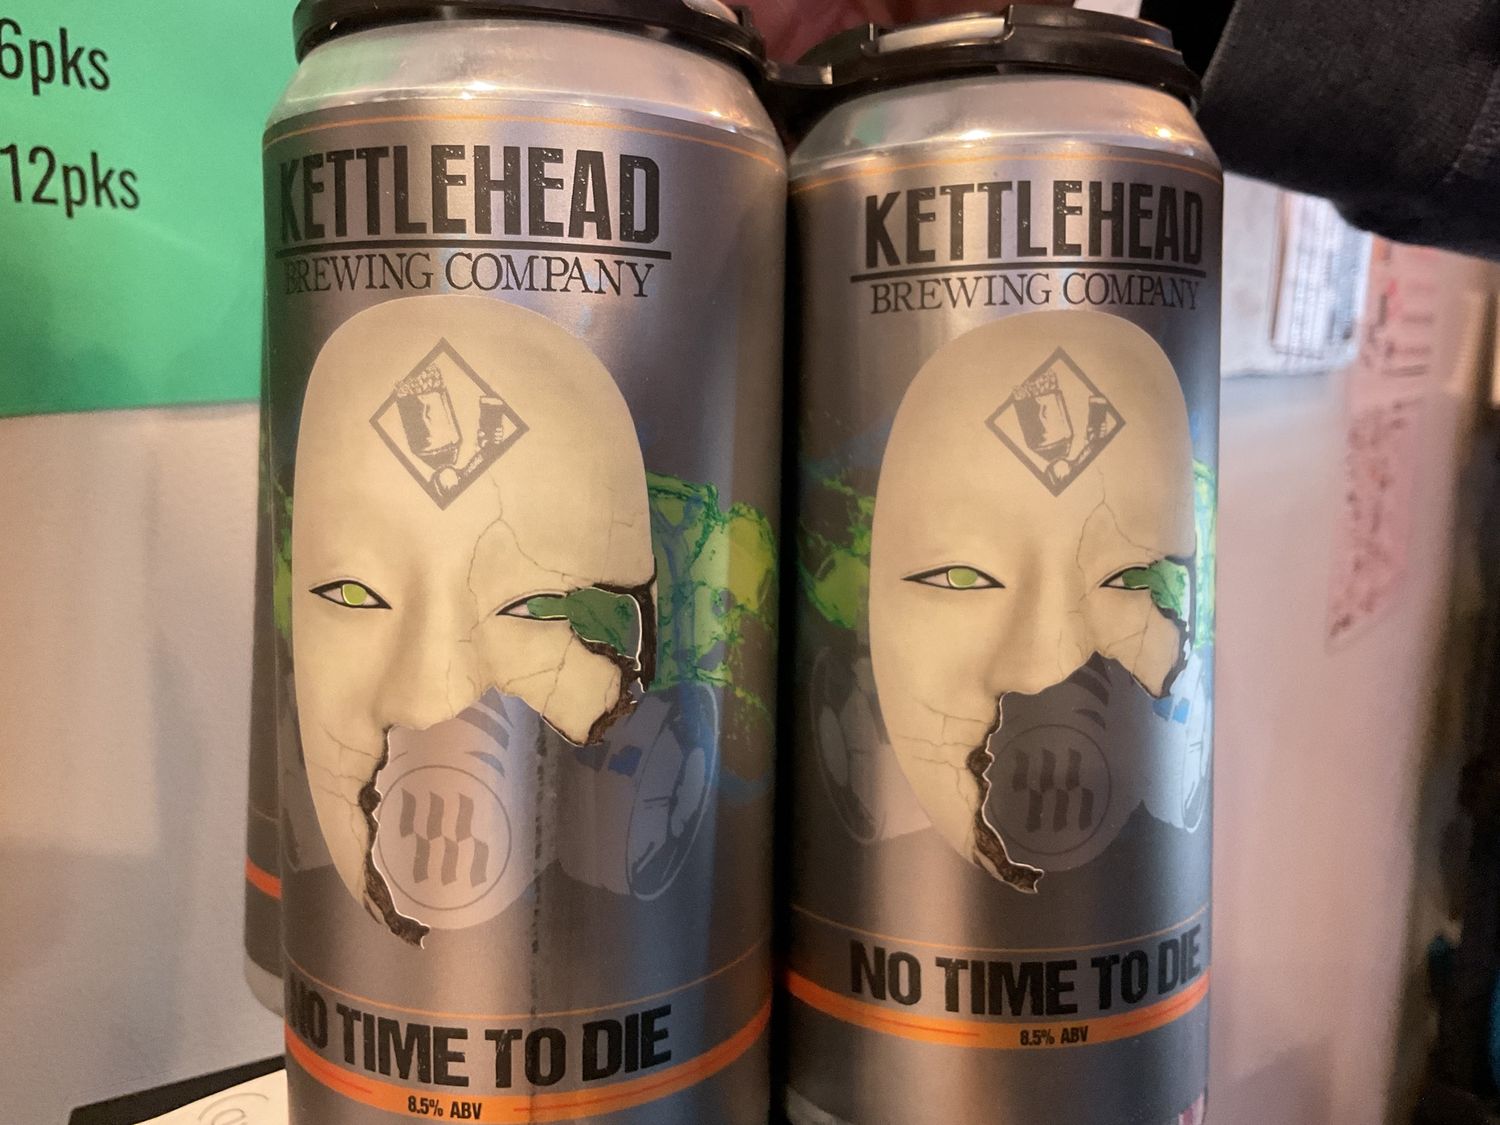 6pks
12pks
KETTLEHEAD
BREWING COMPANY
NO TIME TO DIE
8.5% ABV
KETTLEHEAD
BREWING COMPANY
NO TIME TO DIE
8.5% ABV